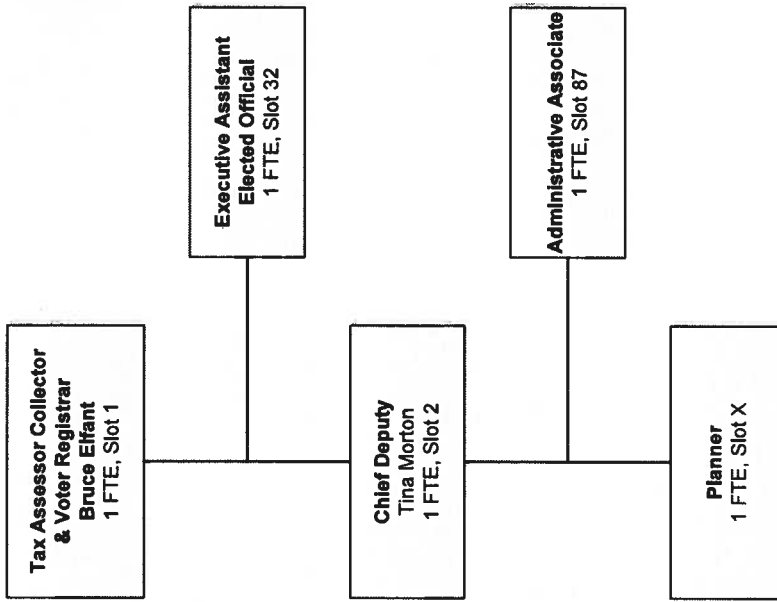 Tax Assessor Collector
& Voter Registrar
Bruce Elfant
1 FTE, Slot 1
Executive Assistant
Elected Official
1 FTE, Slot 32
Chief Deputy
Tina Morton
1 FTE, Slot 2
Administrative Associate
1 FTE, Slot 87
Planner
1 FTE, Slot X